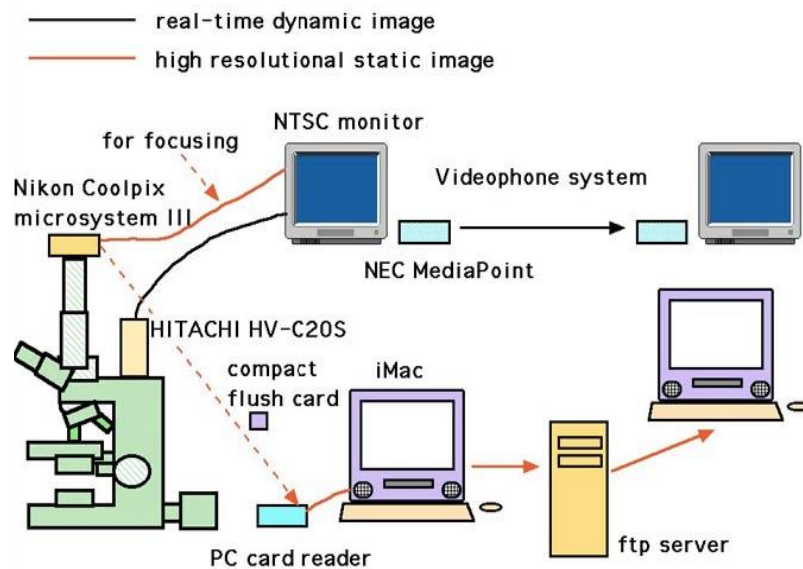 real-time dynamic image
high resolutional static image
NTSC monitor
for focusing
Videophone system
Nikon Coolpix
microsystem III
NEC MediaPoint
HITACHI HV-C20S
iMac
compact
flush card
ftp server
PC card reader